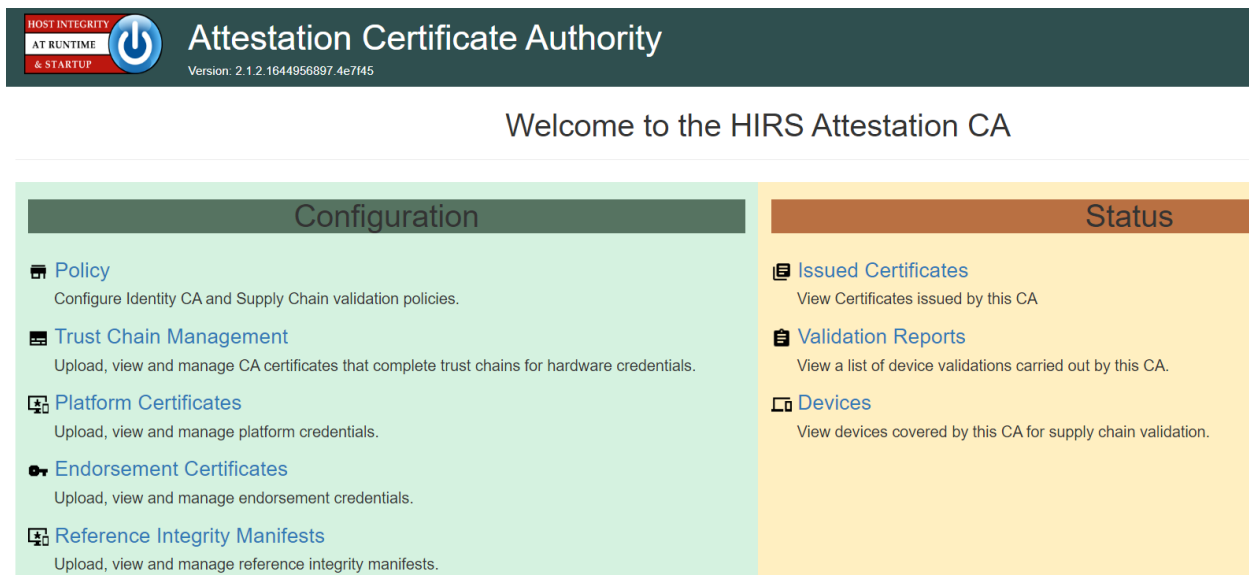 HOST INTEGRITY
AT RUNTIME
& STARTUP
Attestation Certificate Authority
Version: 2.1.2.1644956897.4e7f45
Welcome to the HIRS Attestation CA
Configuration
Policy
Configure Identity CA and Supply Chain validation policies.
Trust Chain Management
Upload, view and manage CA certificates that complete trust chains for hardware credentials.
Platform Certificates
Upload, view and manage platform credentials.
Endorsement Certificates
Upload, view and manage endorsement credentials.
Reference Integrity Manifests
Upload, view and manage reference integrity manifests.
Status
Issued Certificates
View Certificates issued by this CA
Validation Reports
View a list of device validations carried out by this CA.
Devices
View devices covered by this CA for supply chain validation.